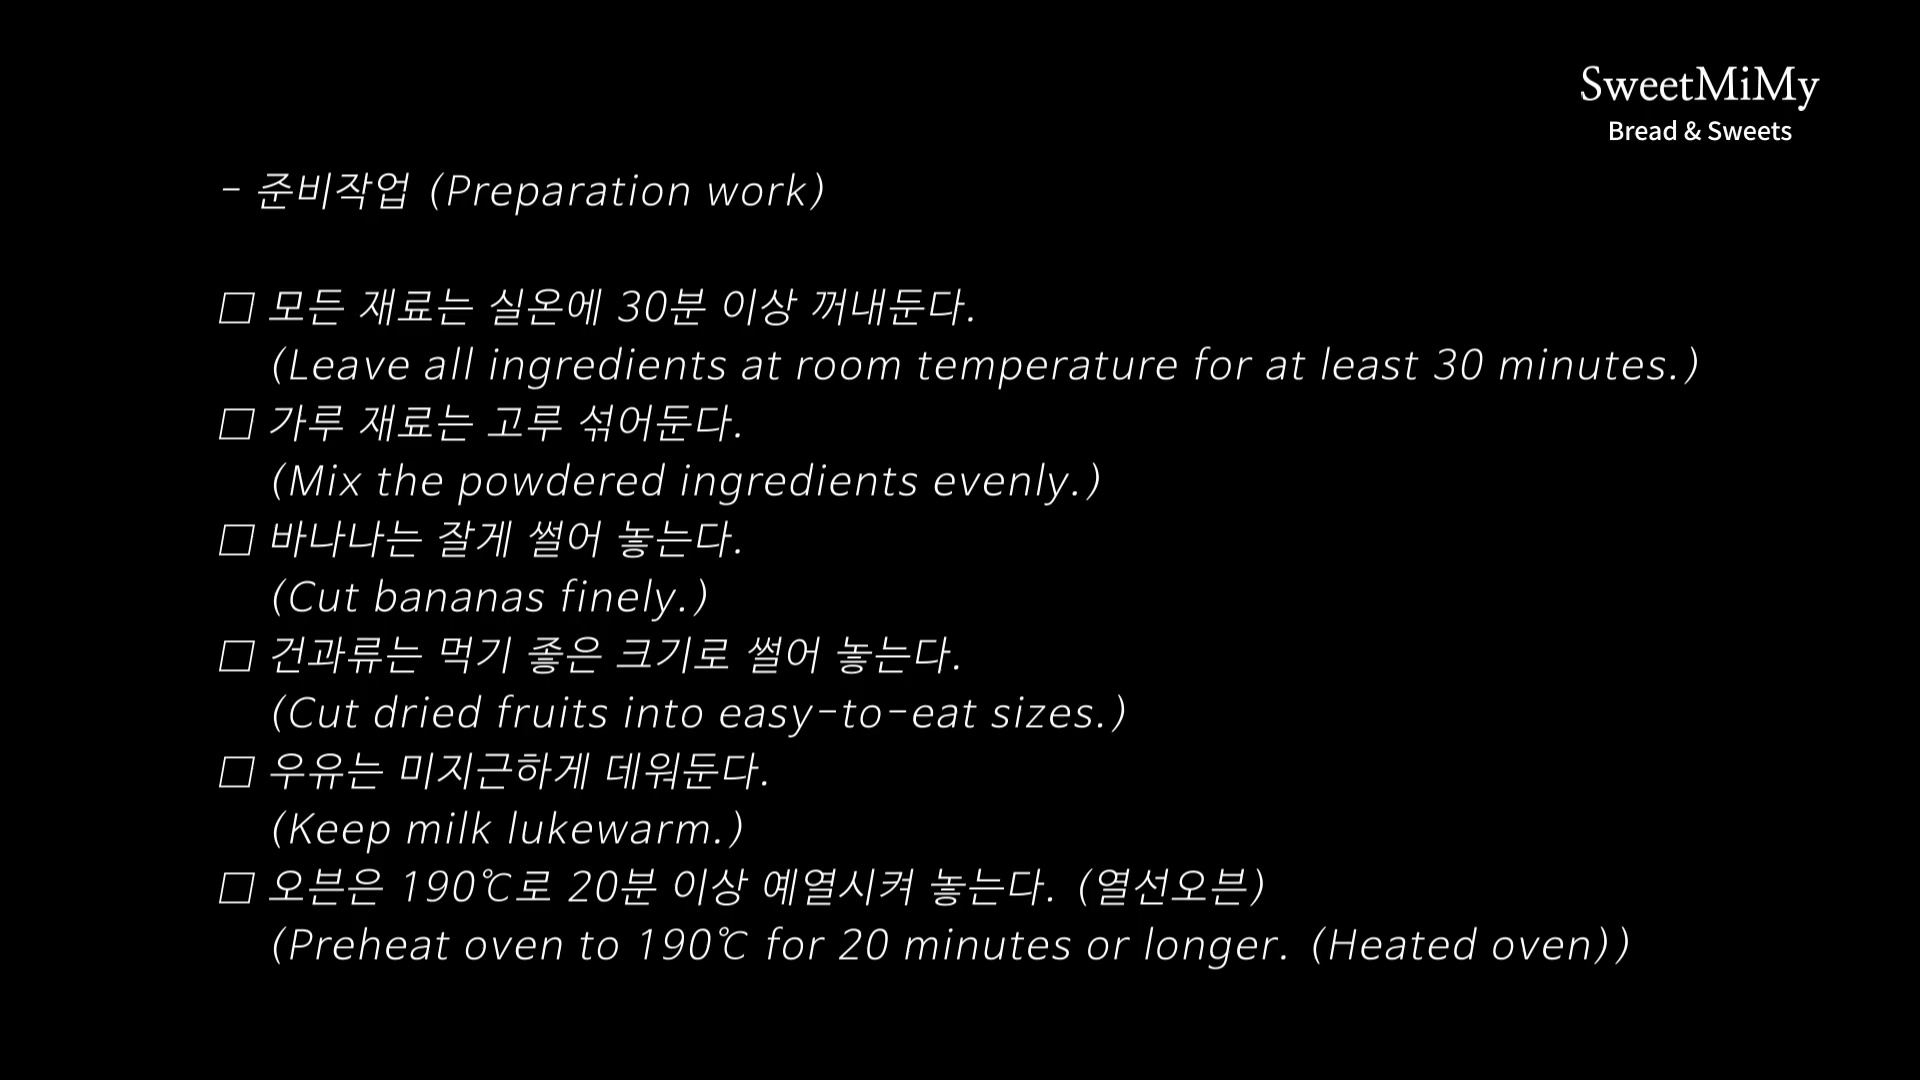 SweetMiMy
Bread & Sweets
- 준비작업 (Preparation work)
□ 모든 재료는 실온에 30분 이상 꺼내둔다.
(Leave all ingredients at room temperature for at least 30 minutes.)
□ 가루 재료는 고루 섞어둔다.
(Mix the powdered ingredients evenly.)
□ 바나나는 잘게 썰어 놓는다.
(Cut bananas finely.)
□ 건과류는 먹기 좋은 크기로 썰어 놓는다.
(Cut dried fruits into easy-to-eat sizes.)
□ 우유는 미지근하게 데워둔다.
(Keep milk lukewarm.)
□ 오븐은 190℃로 20분 이상 예열시켜 놓는다. (열선오븐)
(Preheat oven to 190℃ for 20 minutes or longer. (Heated oven))